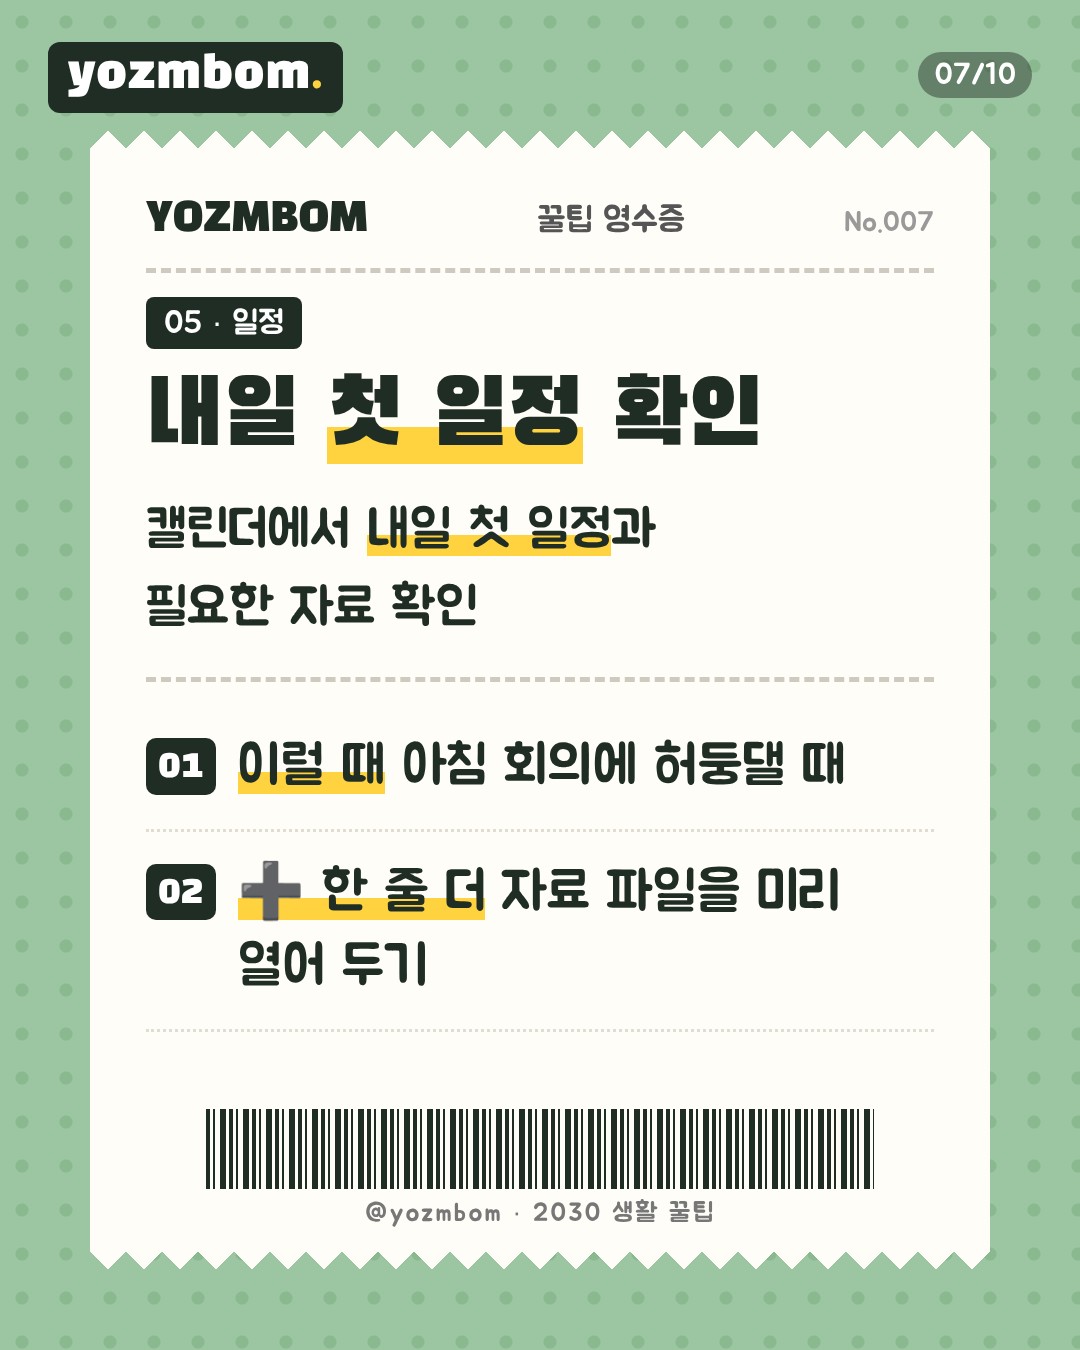 yozmbom.
07/10
YOZMBOM 꿀팁 영수증 No.007
05 · 일정
내일 첫 일정 확인
캘린더에서 내일 첫 일정과
필요한 자료 확인
01 이럴 때 아침 회의에 허둥댈 때
02 ➕ 한 줄 더 자료 파일을 미리
열어 두기
@yozmbom · 2030 생활 꿀팁